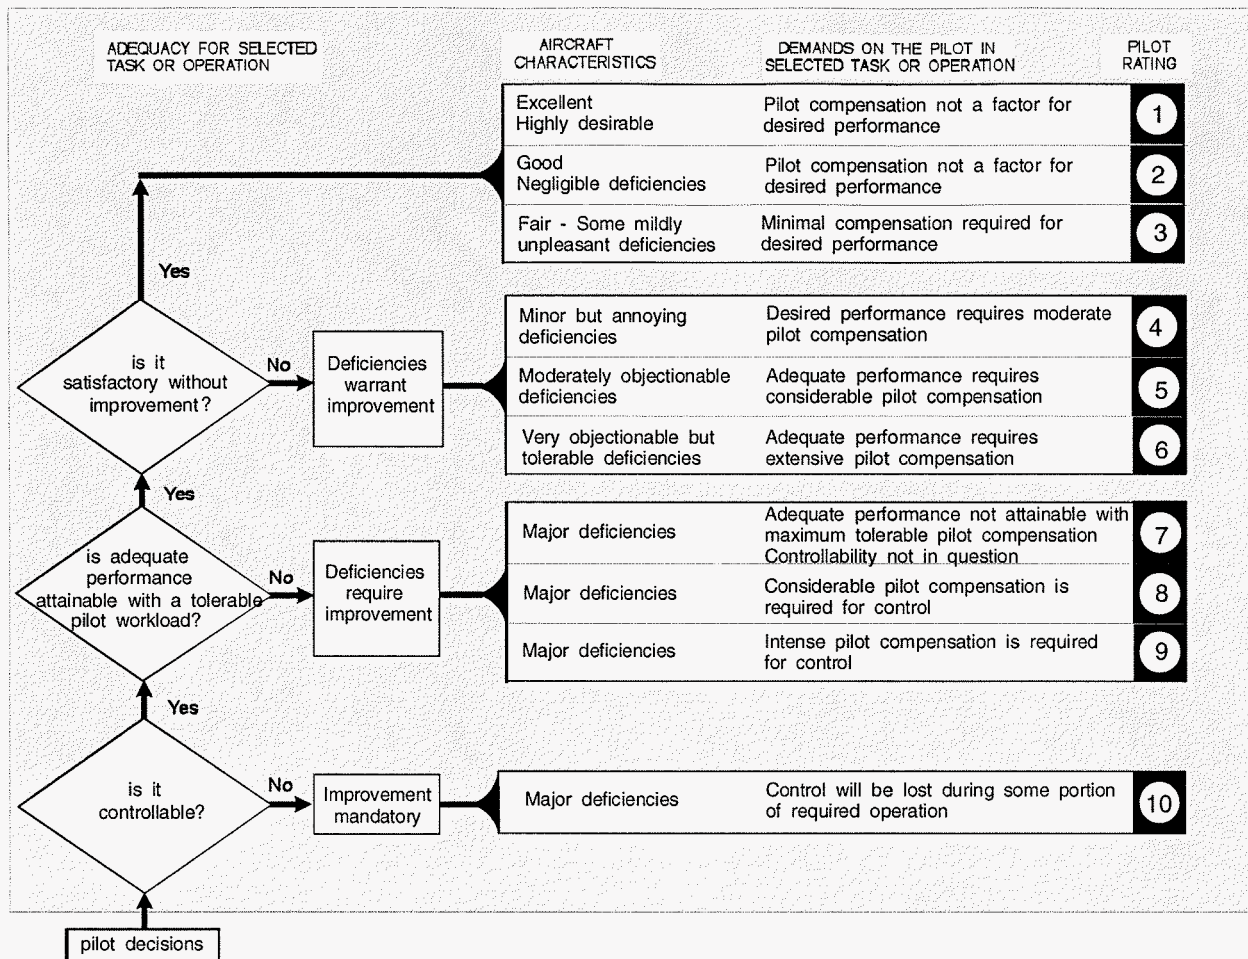 ADEQUACY FOR SELECTED
TASK OR OPERATION
AIRCRAFT
CHARACTERISTICS
DEMANDS ON THE PILOT IN
SELECTED TASK OR OPERATION
PILOT
RATING
Excellent
Highly desirable
Pilot compensation not a factor for
desired performance
1
Good
Negligible deficiencies
Pilot compensation not a factor for
desired performance
2
Fair - Some mildly
unpleasant deficiencies
Minimal compensation required for
desired performance
3
Yes
is it
satisfactory without
improvement?
No
Deficiencies
warrant
improvement
Minor but annoying
deficiencies
Desired performance requires moderate
pilot compensation
4
Moderately objectionable
deficiencies
Adequate performance requires
considerable pilot compensation
5
Very objectionable but
tolerable deficiencies
Adequate performance requires
extensive pilot compensation
6
Yes
is adequate
performance
attainable with a tolerable
pilot workload?
No
Deficiencies
require
improvement
Major deficiencies
Adequate performance not attainable with
maximum tolerable pilot compensation
Controllability not in question
7
Major deficiencies
Considerable pilot compensation is
required for control
8
Major deficiencies
Intense pilot compensation is required
for control
9
Yes
is it
controllable?
No
Improvement
mandatory
Major deficiencies
Control will be lost during some portion
of required operation
10
pilot decisions